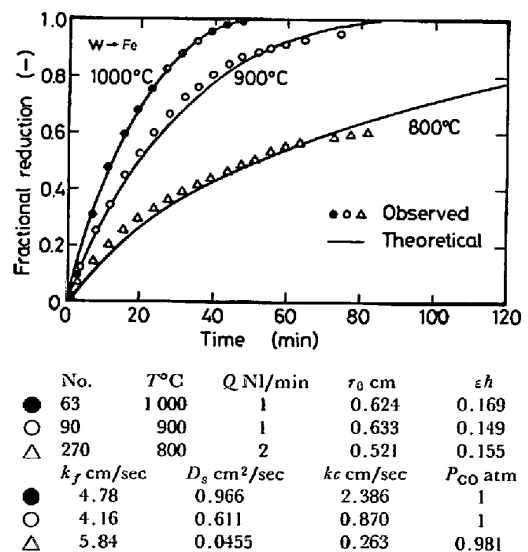 Fractional reduction (−)
1.0
0.8
0.6
0.4
0.2
0
W→Fe
1000°C
900°C
800°C
● ○ △ Observed
— Theoretical
0 20 40 60 80 100 120
Time (min)
No. T°C Q Nl/min r₀ cm εh
● 63 1 000 1 0.624 0.169
○ 90 900 1 0.633 0.149
△ 270 800 2 0.521 0.155
k_f cm/sec D_s cm²/sec kc cm/sec P_CO atm
● 4.78 0.966 2.386 1
○ 4.16 0.611 0.870 1
△ 5.84 0.0455 0.263 0.981